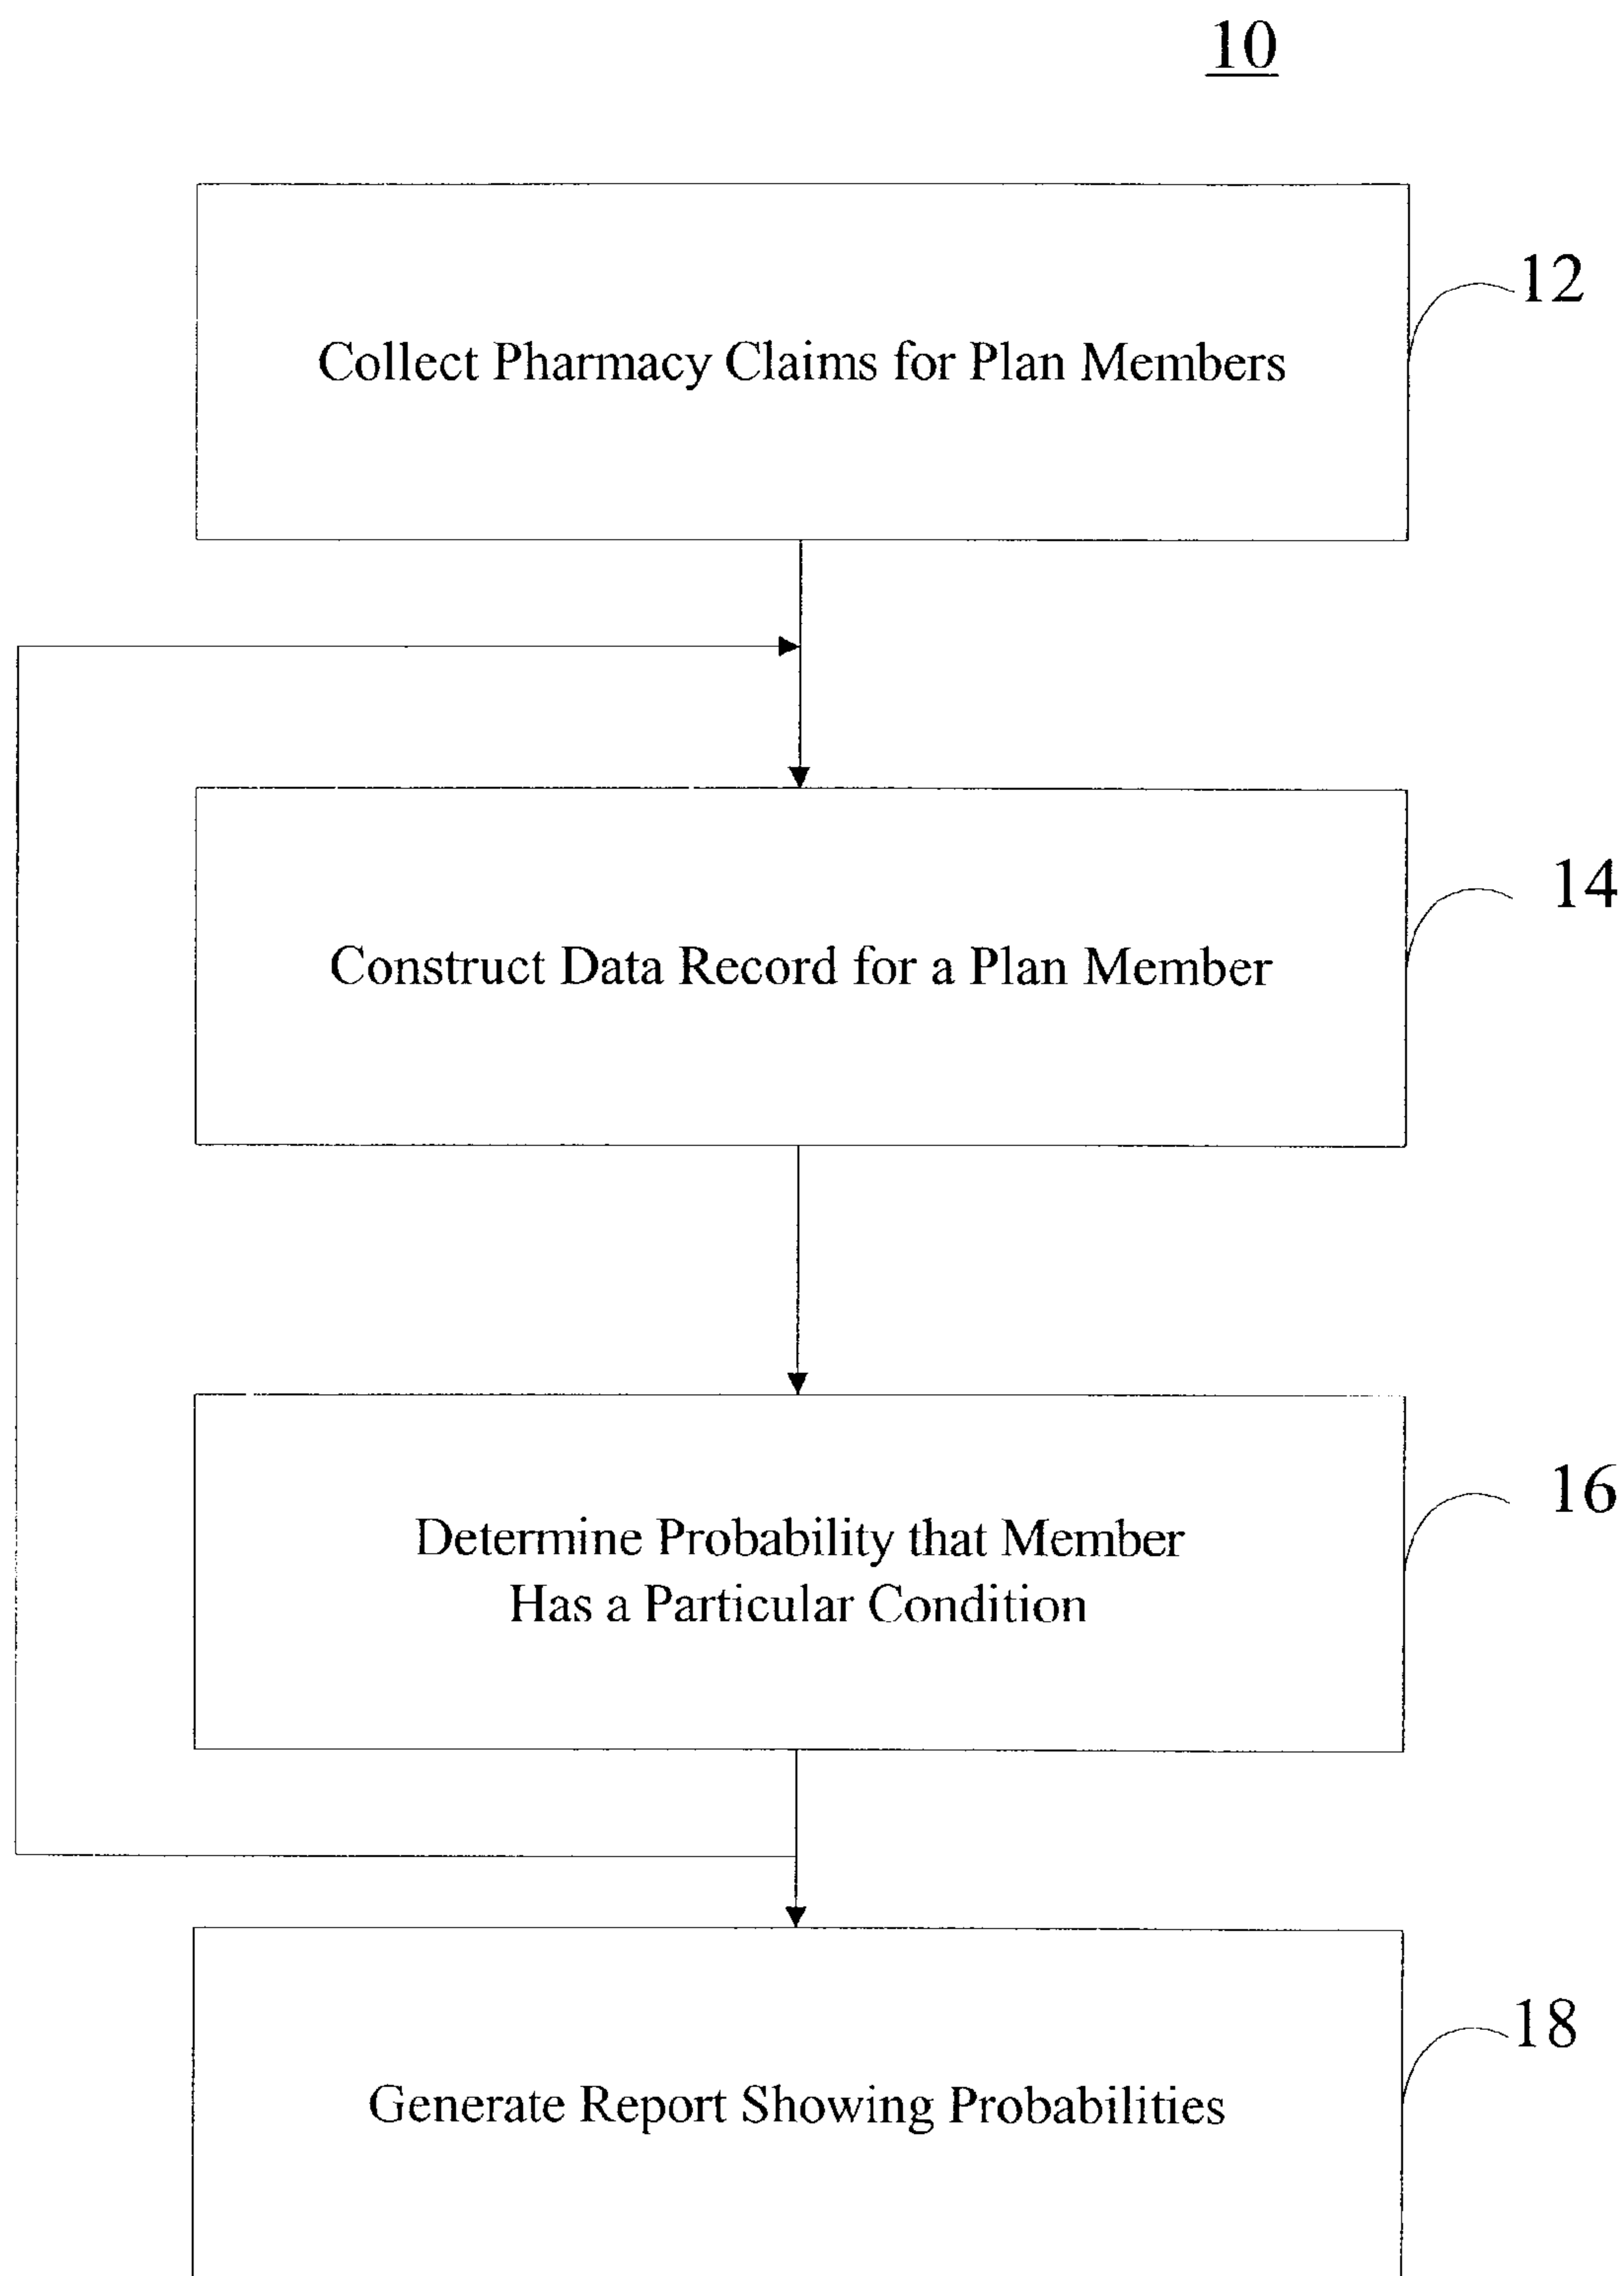 10
Collect Pharmacy Claims for Plan Members
12
Construct Data Record for a Plan Member
14
Determine Probability that Member
Has a Particular Condition
16
Generate Report Showing Probabilities
18